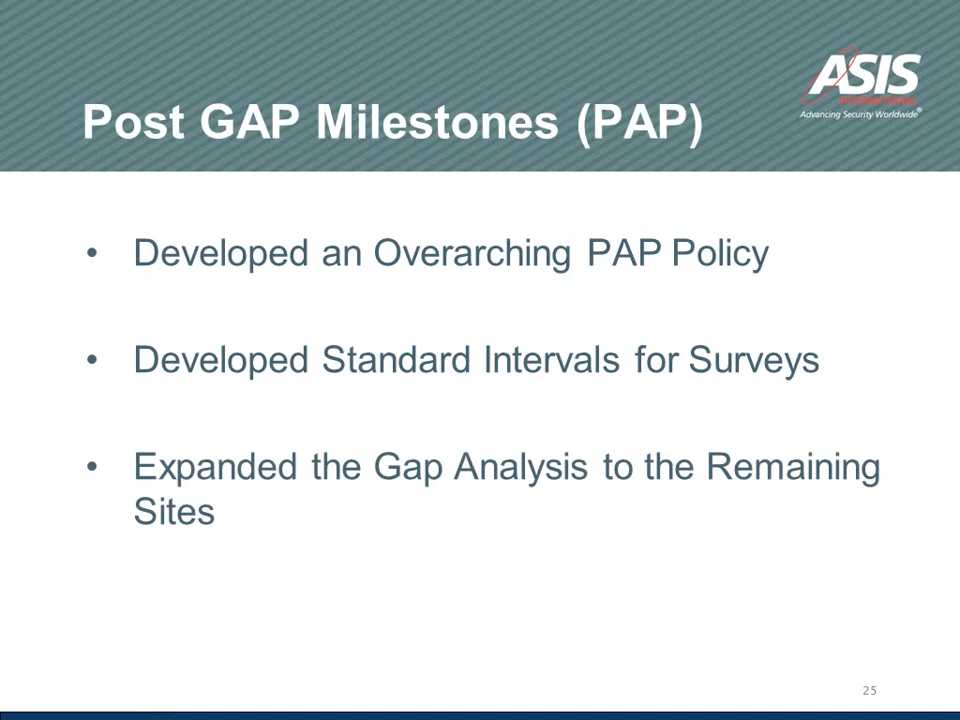 ASIS
INTERNATIONAL
Advancing Security Worldwide®
Post GAP Milestones (PAP)
• Developed an Overarching PAP Policy
• Developed Standard Intervals for Surveys
• Expanded the Gap Analysis to the Remaining
Sites
25